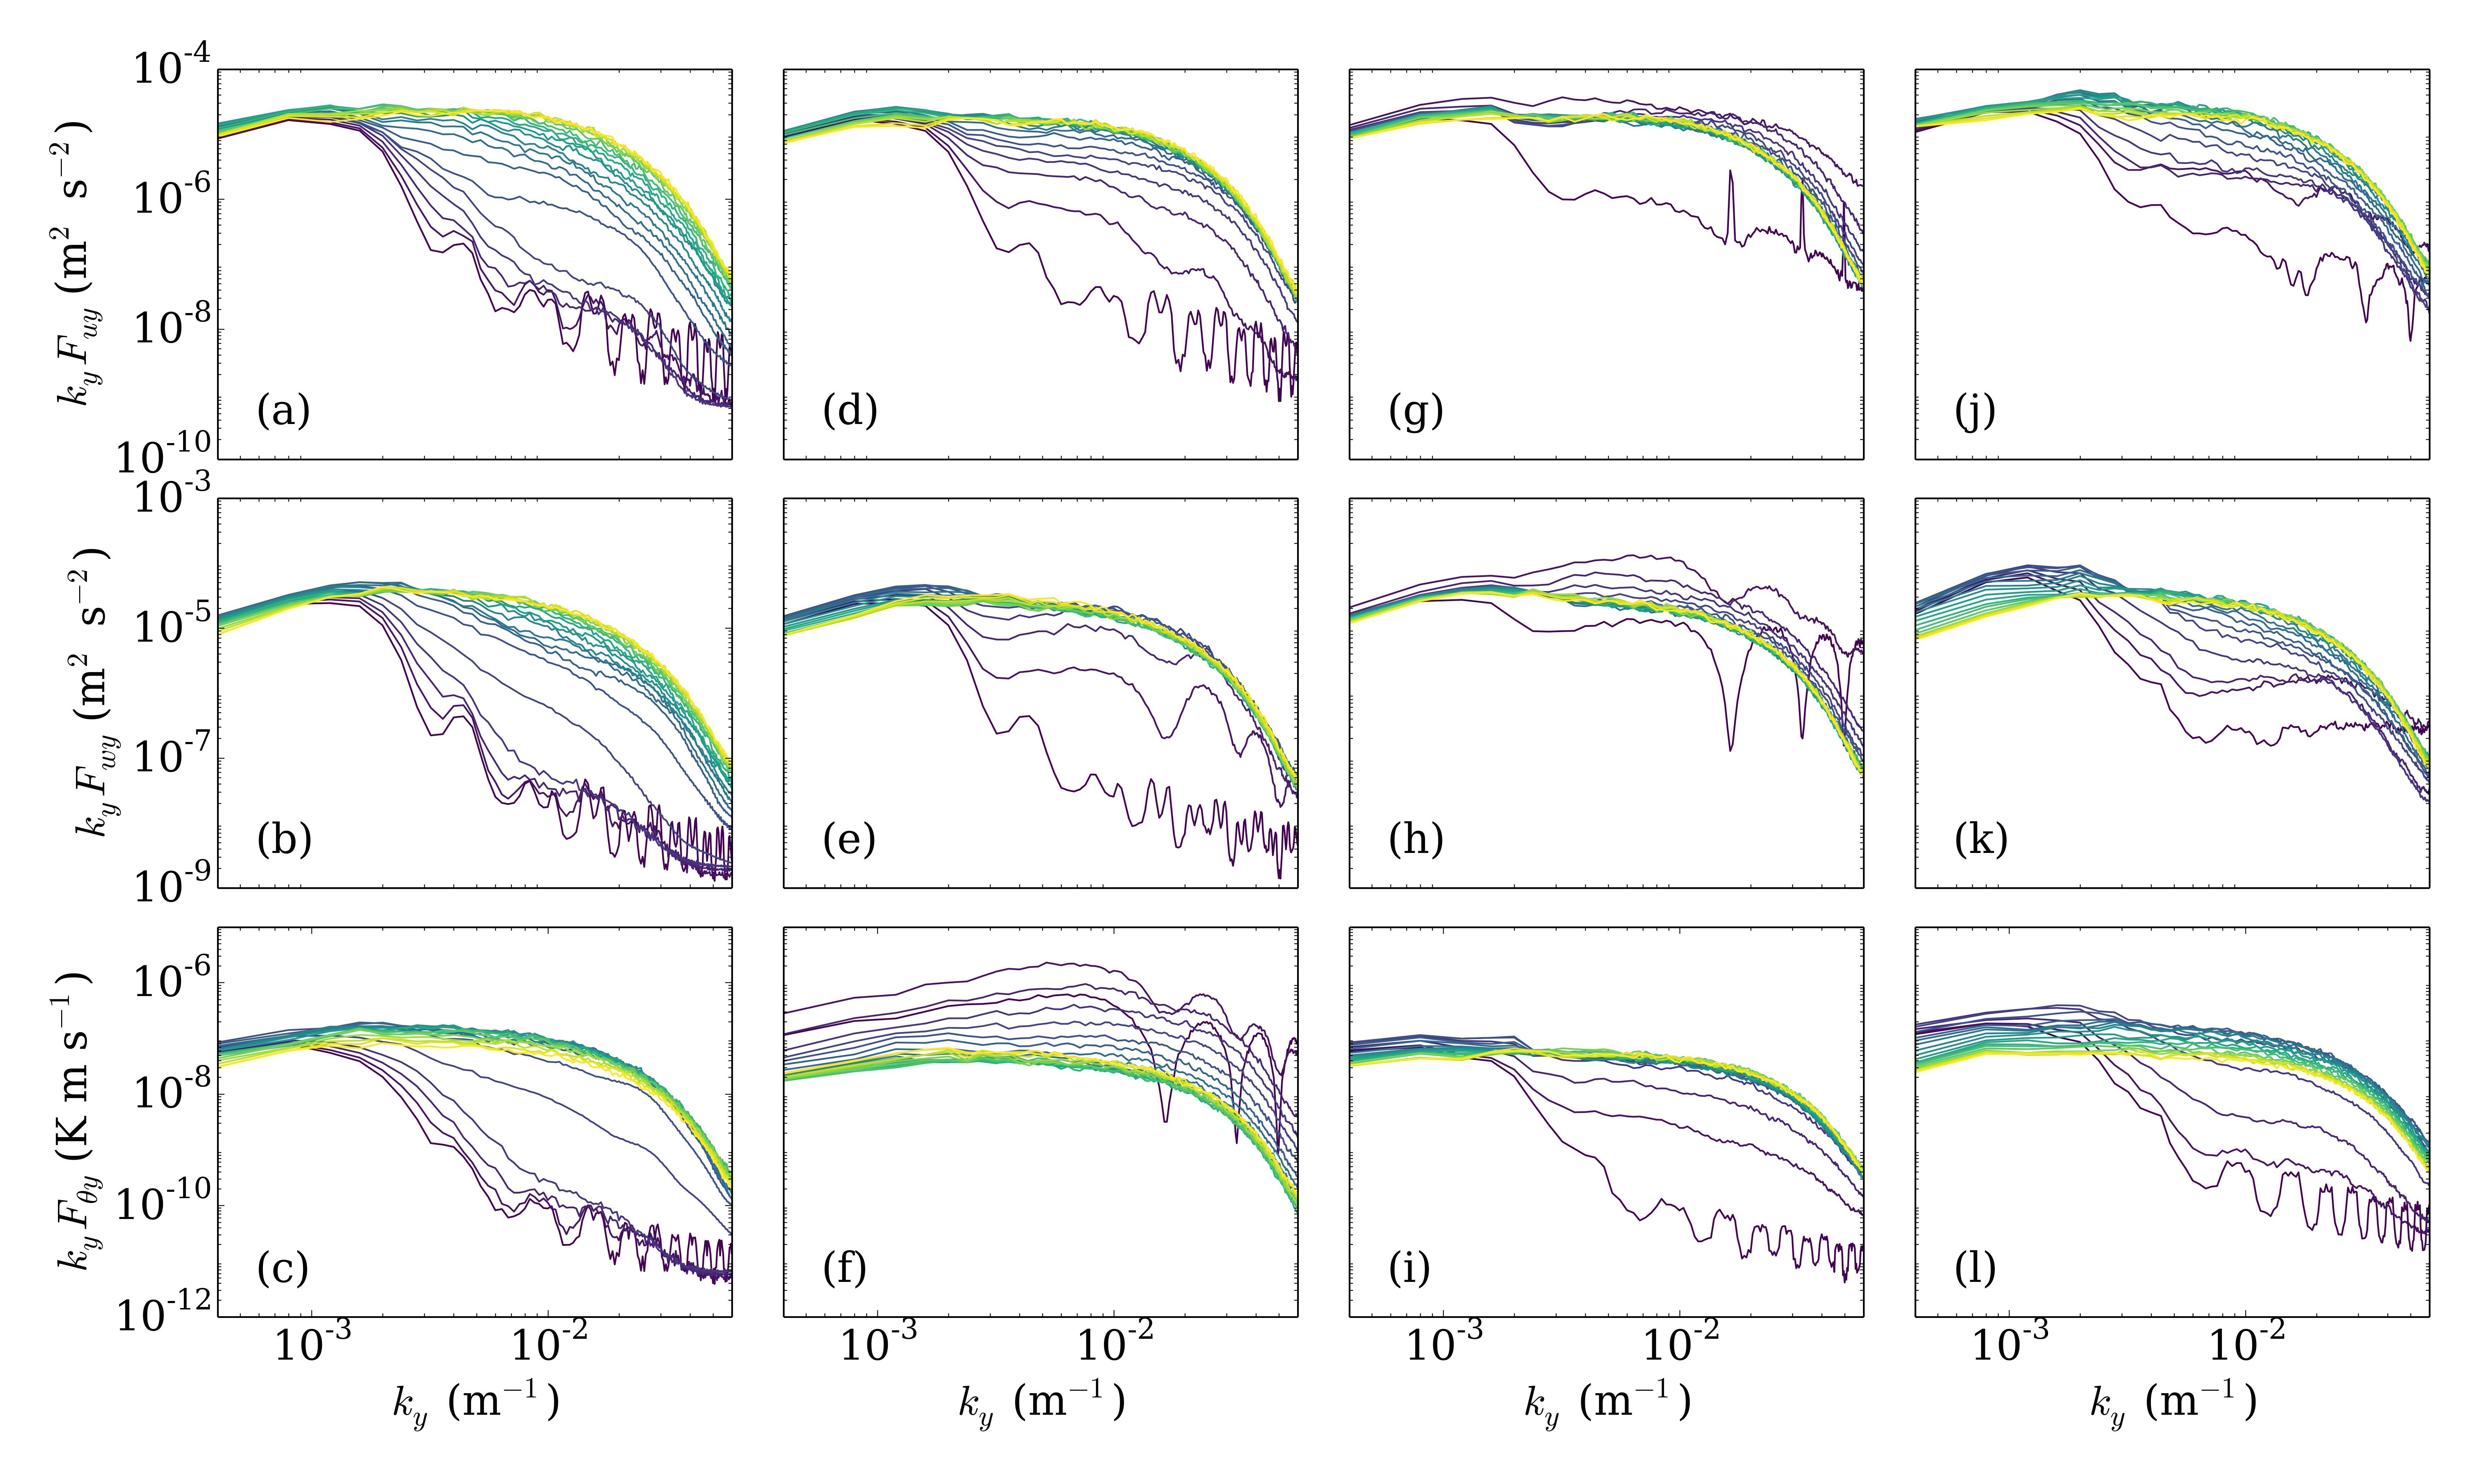 10^-4
10^-6
10^-8
10^-10
k_y F_uy (m^2 s^−2)
(a)
(d)
(g)
(j)
10^-3
10^-5
10^-7
10^-9
k_y F_wy (m^2 s^−2)
(b)
(e)
(h)
(k)
10^-6
10^-8
10^-10
10^-12
k_y F_θy (K m s^−1)
(c)
(f)
(i)
(l)
10^-3 10^-2 10^-3 10^-2 10^-3 10^-2 10^-3 10^-2
k_y (m^−1) k_y (m^−1) k_y (m^−1) k_y (m^−1)